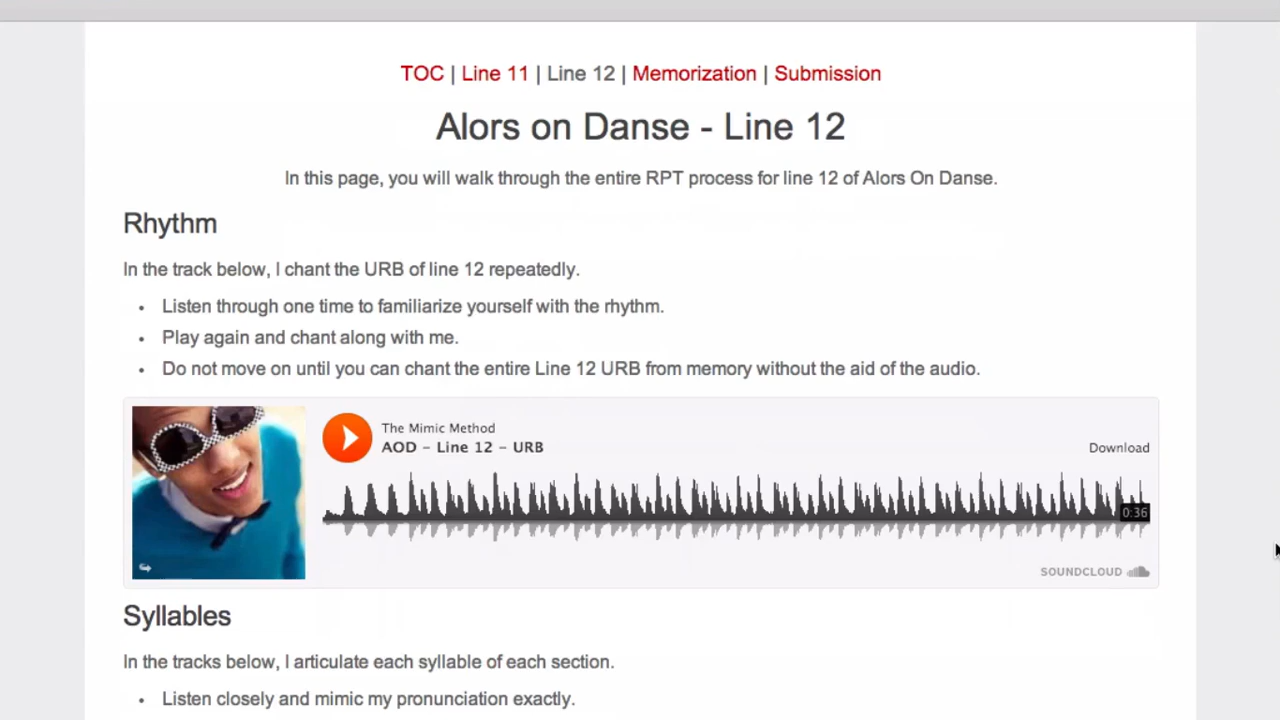 TOC | Line 11 | Line 12 | Memorization | Submission
Alors on Danse - Line 12
In this page, you will walk through the entire RPT process for line 12 of Alors On Danse.
Rhythm
In the track below, I chant the URB of line 12 repeatedly.
• Listen through one time to familiarize yourself with the rhythm.
• Play again and chant along with me.
• Do not move on until you can chant the entire Line 12 URB from memory without the aid of the audio.
The Mimic Method
AOD - Line 12 - URB
Download
0:36
SOUNDCLOUD
Syllables
In the tracks below, I articulate each syllable of each section.
• Listen closely and mimic my pronunciation exactly.